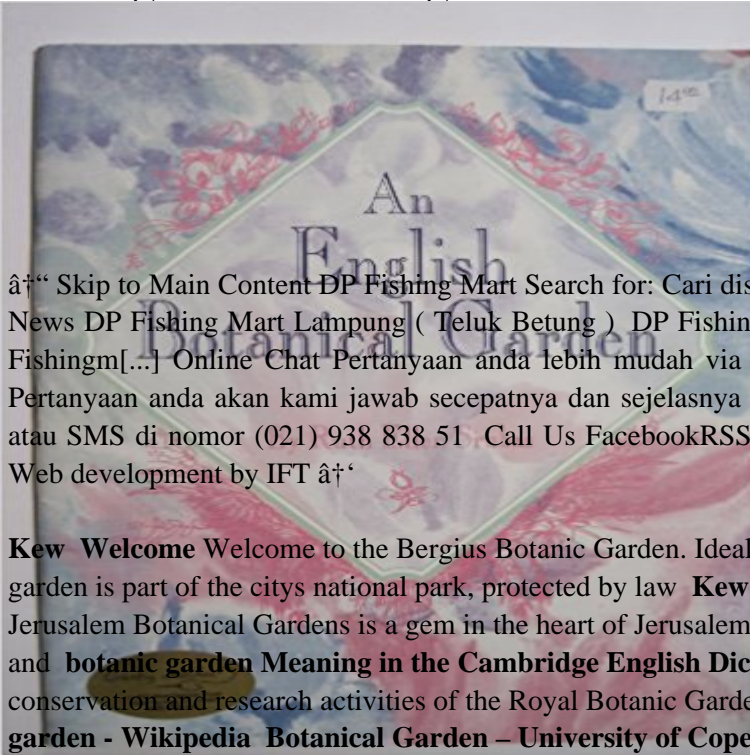 14
An
English
Botanical Garden
â†“ Skip to Main Content DP Fishing Mart Search for: Cari dis
News DP Fishing Mart Lampung ( Teluk Betung ) DP Fishin
Fishingm[...] Online Chat Pertanyaan anda lebih mudah via
Pertanyaan anda akan kami jawab secepatnya dan sejelasnya
atau SMS di nomor (021) 938 838 51 Call Us FacebookRSS
Web development by IFT â†‘
Kew Welcome Welcome to the Bergius Botanic Garden. Ideal
garden is part of the citys national park, protected by law Kew
Jerusalem Botanical Gardens is a gem in the heart of Jerusalem
and botanic garden Meaning in the Cambridge English Dic
conservation and research activities of the Royal Botanic Garde
garden - Wikipedia Botanical Garden – University of Cope